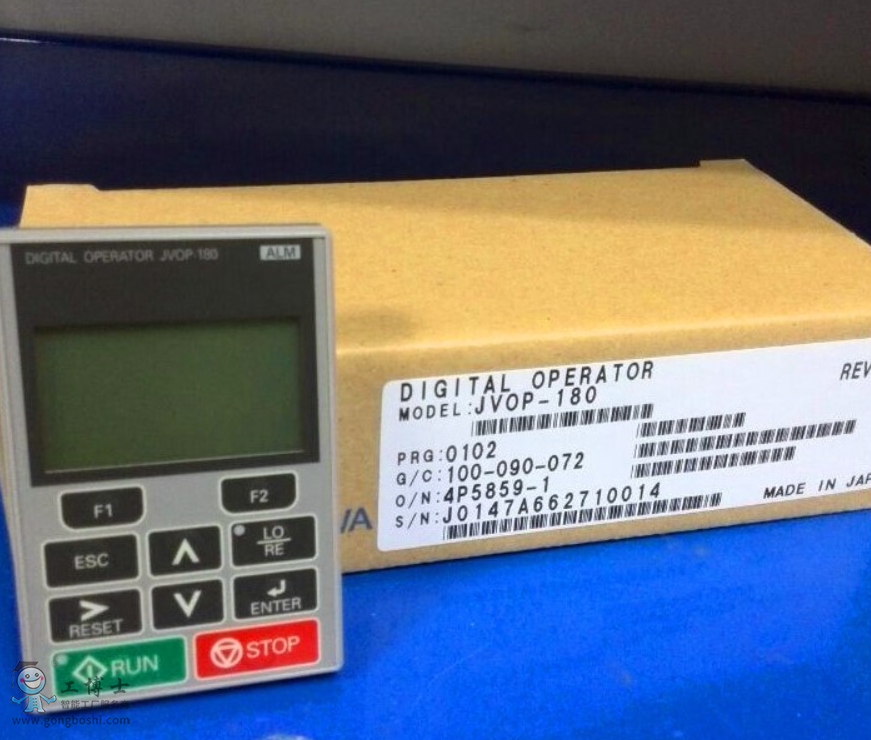 DIGITAL OPERATOR JVOP-180 ALM
F1 F2
ESC LO
RE
RESET ENTER
RUN STOP
DIGITAL OPERATOR REV
MODEL:JVOP-180
PRG:0102
G/C:100-090-072
O/N:4P5859-1
S/N:J0147A662710014
MADE IN JAP
VA
工博士
www.gongboshi.com